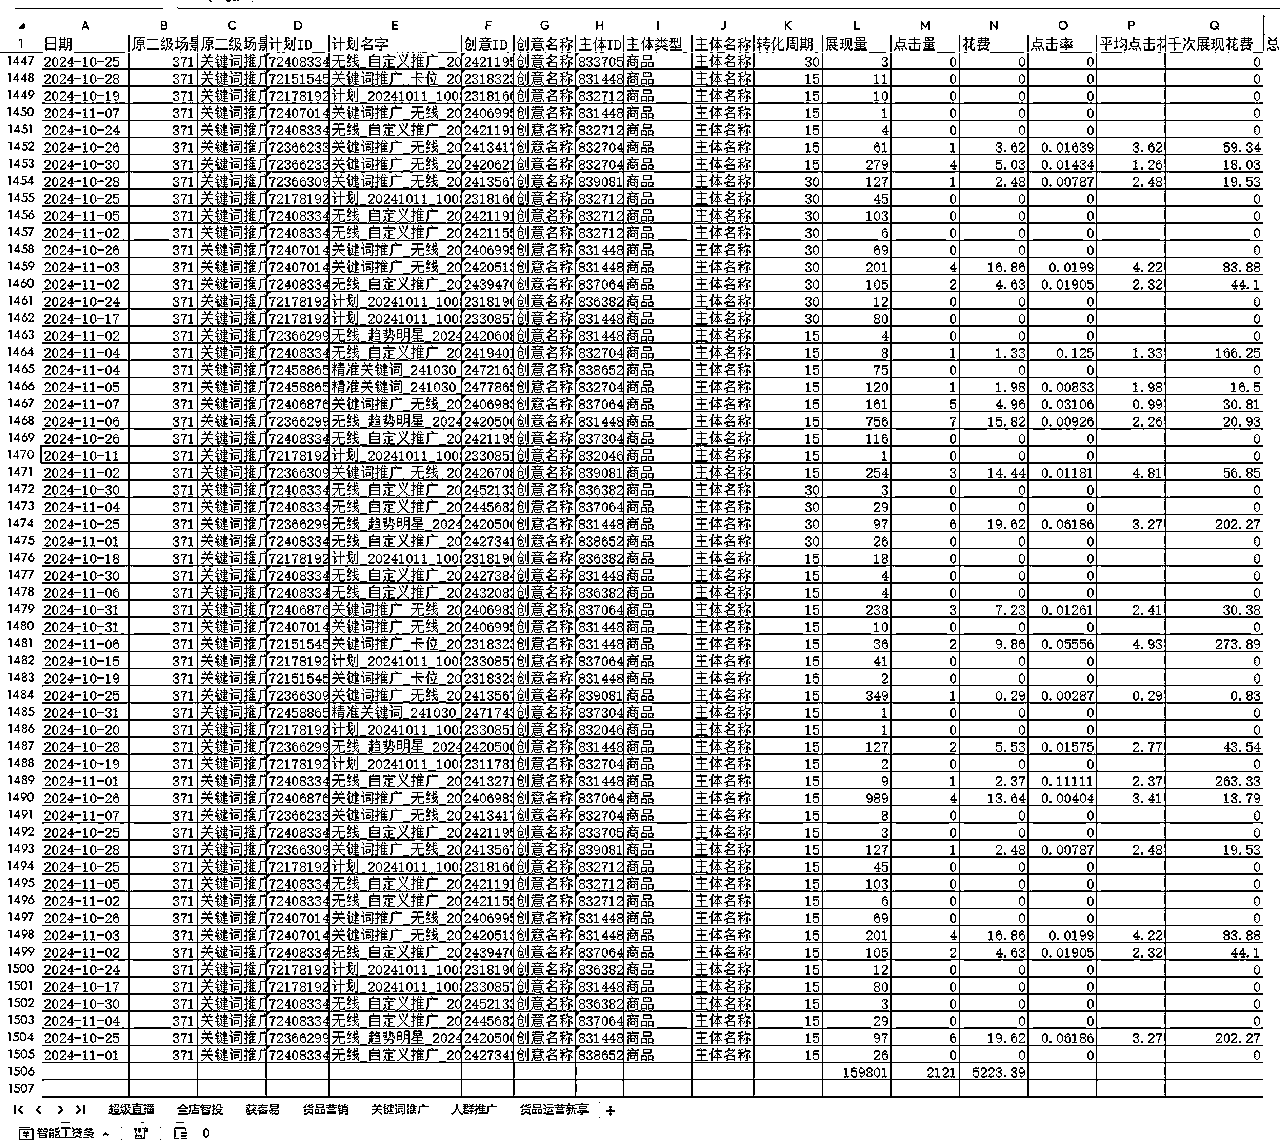 A B C D E F G H I J K L M N O P Q
1 日期 原二级场景 原二级场景 计划ID 计划名字 创意ID 创意名称 主体ID 主体类型 主体名称 转化周期 展现量 点击量 花费 点击率 平均点击 千次展现花费 总
1447 2024-10-25 371 关键词推广 72408334 无线_自定义推广_20 2421195 创意名称 833705 商品 主体名称 30 3 0 0 0 0
1448 2024-10-28 371 关键词推广 72151545 关键词推广_卡位_20 2318323 创意名称 831448 商品 主体名称 15 11 0 0 0 0
1449 2024-10-19 371 关键词推广 72178192 计划_20241011_100 2318166 创意名称 832712 商品 主体名称 15 10 0 0 0 0
1450 2024-11-07 371 关键词推广 72407014 关键词推广_无线_20 2406995 创意名称 831448 商品 主体名称 15 1 0 0 0 0
1451 2024-10-24 371 关键词推广 72408334 无线_自定义推广_20 2421191 创意名称 832712 商品 主体名称 15 4 0 0 0 0
1452 2024-10-26 371 关键词推广 72366233 关键词推广_无线_20 2413417 创意名称 832704 商品 主体名称 15 61 1 3.62 0.01639 3.62 59.34
1453 2024-10-30 371 关键词推广 72366233 关键词推广_无线_20 2420621 创意名称 832704 商品 主体名称 15 279 4 5.03 0.01434 1.26 18.03
1454 2024-10-28 371 关键词推广 72366309 关键词推广_无线_20 2413567 创意名称 839081 商品 主体名称 30 127 1 2.48 0.00787 2.48 19.53
1455 2024-10-25 371 关键词推广 72178192 计划_20241011_100 2318166 创意名称 832712 商品 主体名称 30 45 0 0 0 0
1456 2024-11-05 371 关键词推广 72408334 无线_自定义推广_20 2421191 创意名称 832712 商品 主体名称 30 103 0 0 0 0
1457 2024-11-02 371 关键词推广 72408334 无线_自定义推广_20 2421155 创意名称 832712 商品 主体名称 30 6 0 0 0 0
1458 2024-10-26 371 关键词推广 72407014 关键词推广_无线_20 2406995 创意名称 831448 商品 主体名称 30 69 0 0 0 0
1459 2024-11-03 371 关键词推广 72407014 关键词推广_无线_20 2420513 创意名称 831448 商品 主体名称 30 201 4 16.86 0.0199 4.22 83.88
1460 2024-11-02 371 关键词推广 72408334 无线_自定义推广_20 2439470 创意名称 837064 商品 主体名称 30 105 2 4.63 0.01905 2.32 44.1
1461 2024-10-24 371 关键词推广 72178192 计划_20241011_100 2318190 创意名称 836382 商品 主体名称 30 12 0 0 0 0
1462 2024-10-17 371 关键词推广 72178192 计划_20241011_100 2330857 创意名称 831448 商品 主体名称 30 80 0 0 0 0
1463 2024-11-02 371 关键词推广 72366299 无线_趋势明星_2024 2420608 创意名称 831448 商品 主体名称 15 4 0 0 0 0
1464 2024-11-04 371 关键词推广 72408334 无线_自定义推广_20 2419401 创意名称 832704 商品 主体名称 15 8 1 1.33 0.125 1.33 166.25
1465 2024-11-04 371 关键词推广 72458865 精准关键词_241030_ 2472163 创意名称 838652 商品 主体名称 15 75 0 0 0 0
1466 2024-11-05 371 关键词推广 72458865 精准关键词_241030_ 2477865 创意名称 832704 商品 主体名称 15 120 1 1.98 0.00833 1.98 16.5
1467 2024-11-07 371 关键词推广 72406876 关键词推广_无线_20 2406983 创意名称 837064 商品 主体名称 15 161 5 4.96 0.03106 0.99 30.81
1468 2024-11-06 371 关键词推广 72366299 无线_趋势明星_2024 2420500 创意名称 831448 商品 主体名称 15 756 7 15.82 0.00926 2.26 20.93
1469 2024-10-26 371 关键词推广 72408334 无线_自定义推广_20 2421195 创意名称 837304 商品 主体名称 15 116 0 0 0 0
1470 2024-10-11 371 关键词推广 72178192 计划_20241011_100 2330851 创意名称 832046 商品 主体名称 15 1 0 0 0 0
1471 2024-11-02 371 关键词推广 72366309 关键词推广_无线_20 2426708 创意名称 839081 商品 主体名称 15 254 3 14.44 0.01181 4.81 56.85
1472 2024-10-30 371 关键词推广 72408334 无线_自定义推广_20 2452133 创意名称 836382 商品 主体名称 30 3 0 0 0 0
1473 2024-11-04 371 关键词推广 72408334 无线_自定义推广_20 2445682 创意名称 837064 商品 主体名称 30 29 0 0 0 0
1474 2024-10-25 371 关键词推广 72366299 无线_趋势明星_2024 2420500 创意名称 831448 商品 主体名称 30 97 6 19.62 0.06186 3.27 202.27
1475 2024-11-01 371 关键词推广 72408334 无线_自定义推广_20 2427341 创意名称 838652 商品 主体名称 30 26 0 0 0 0
1476 2024-10-18 371 关键词推广 72178192 计划_20241011_100 2318190 创意名称 836382 商品 主体名称 15 18 0 0 0 0
1477 2024-10-30 371 关键词推广 72408334 无线_自定义推广_20 2427384 创意名称 831448 商品 主体名称 15 4 0 0 0 0
1478 2024-11-06 371 关键词推广 72408334 无线_自定义推广_20 2432082 创意名称 836382 商品 主体名称 15 4 0 0 0 0
1479 2024-10-31 371 关键词推广 72406876 关键词推广_无线_20 2406983 创意名称 837064 商品 主体名称 15 238 3 7.23 0.01261 2.41 30.38
1480 2024-10-31 371 关键词推广 72407014 关键词推广_无线_20 2406995 创意名称 831448 商品 主体名称 15 10 0 0 0 0
1481 2024-11-06 371 关键词推广 72151545 关键词推广_卡位_20 2318323 创意名称 831448 商品 主体名称 15 36 2 9.86 0.05556 4.93 273.89
1482 2024-10-15 371 关键词推广 72178192 计划_20241011_100 2330857 创意名称 837064 商品 主体名称 15 41 0 0 0 0
1483 2024-10-19 371 关键词推广 72151545 关键词推广_卡位_20 2318323 创意名称 831448 商品 主体名称 15 2 0 0 0 0
1484 2024-10-25 371 关键词推广 72366309 关键词推广_无线_20 2413567 创意名称 839081 商品 主体名称 15 349 1 0.29 0.00287 0.29 0.83
1485 2024-10-31 371 关键词推广 72458865 精准关键词_241030_ 2471743 创意名称 837304 商品 主体名称 15 1 0 0 0 0
1486 2024-10-20 371 关键词推广 72178192 计划_20241011_100 2330851 创意名称 832046 商品 主体名称 15 1 0 0 0 0
1487 2024-10-28 371 关键词推广 72366299 无线_趋势明星_2024 2420500 创意名称 831448 商品 主体名称 15 127 2 5.53 0.01575 2.77 43.54
1488 2024-10-19 371 关键词推广 72178192 计划_20241011_100 2311781 创意名称 832704 商品 主体名称 15 2 0 0 0 0
1489 2024-11-01 371 关键词推广 72408334 无线_自定义推广_20 2413271 创意名称 831448 商品 主体名称 15 9 1 2.37 0.11111 2.37 263.33
1490 2024-10-26 371 关键词推广 72406876 关键词推广_无线_20 2406983 创意名称 837064 商品 主体名称 15 989 4 13.64 0.00404 3.41 13.79
1491 2024-11-07 371 关键词推广 72366233 关键词推广_无线_20 2413417 创意名称 832704 商品 主体名称 15 8 0 0 0 0
1492 2024-10-25 371 关键词推广 72408334 无线_自定义推广_20 2421195 创意名称 833705 商品 主体名称 15 3 0 0 0 0
1493 2024-10-28 371 关键词推广 72366309 关键词推广_无线_20 2413567 创意名称 839081 商品 主体名称 15 127 1 2.48 0.00787 2.48 19.53
1494 2024-10-25 371 关键词推广 72178192 计划_20241011_100 2318166 创意名称 832712 商品 主体名称 15 45 0 0 0 0
1495 2024-11-05 371 关键词推广 72408334 无线_自定义推广_20 2421191 创意名称 832712 商品 主体名称 15 103 0 0 0 0
1496 2024-11-02 371 关键词推广 72408334 无线_自定义推广_20 2421155 创意名称 832712 商品 主体名称 15 6 0 0 0 0
1497 2024-10-26 371 关键词推广 72407014 关键词推广_无线_20 2406995 创意名称 831448 商品 主体名称 15 69 0 0 0 0
1498 2024-11-03 371 关键词推广 72407014 关键词推广_无线_20 2420513 创意名称 831448 商品 主体名称 15 201 4 16.86 0.0199 4.22 83.88
1499 2024-11-02 371 关键词推广 72408334 无线_自定义推广_20 2439470 创意名称 837064 商品 主体名称 15 105 2 4.63 0.01905 2.32 44.1
1500 2024-10-24 371 关键词推广 72178192 计划_20241011_100 2318190 创意名称 836382 商品 主体名称 15 12 0 0 0 0
1501 2024-10-17 371 关键词推广 72178192 计划_20241011_100 2330857 创意名称 831448 商品 主体名称 15 80 0 0 0 0
1502 2024-10-30 371 关键词推广 72408334 无线_自定义推广_20 2452133 创意名称 836382 商品 主体名称 15 3 0 0 0 0
1503 2024-11-04 371 关键词推广 72408334 无线_自定义推广_20 2445682 创意名称 837064 商品 主体名称 15 29 0 0 0 0
1504 2024-10-25 371 关键词推广 72366299 无线_趋势明星_2024 2420500 创意名称 831448 商品 主体名称 15 97 6 19.62 0.06186 3.27 202.27
1505 2024-11-01 371 关键词推广 72408334 无线_自定义推广_20 2427341 创意名称 838652 商品 主体名称 15 26 0 0 0 0
1506 159801 2121 5223.39
1507
超级直播 全店智投 获客易 货品营销 关键词推广 人群推广 货品运营新享 +
智能工资条 0